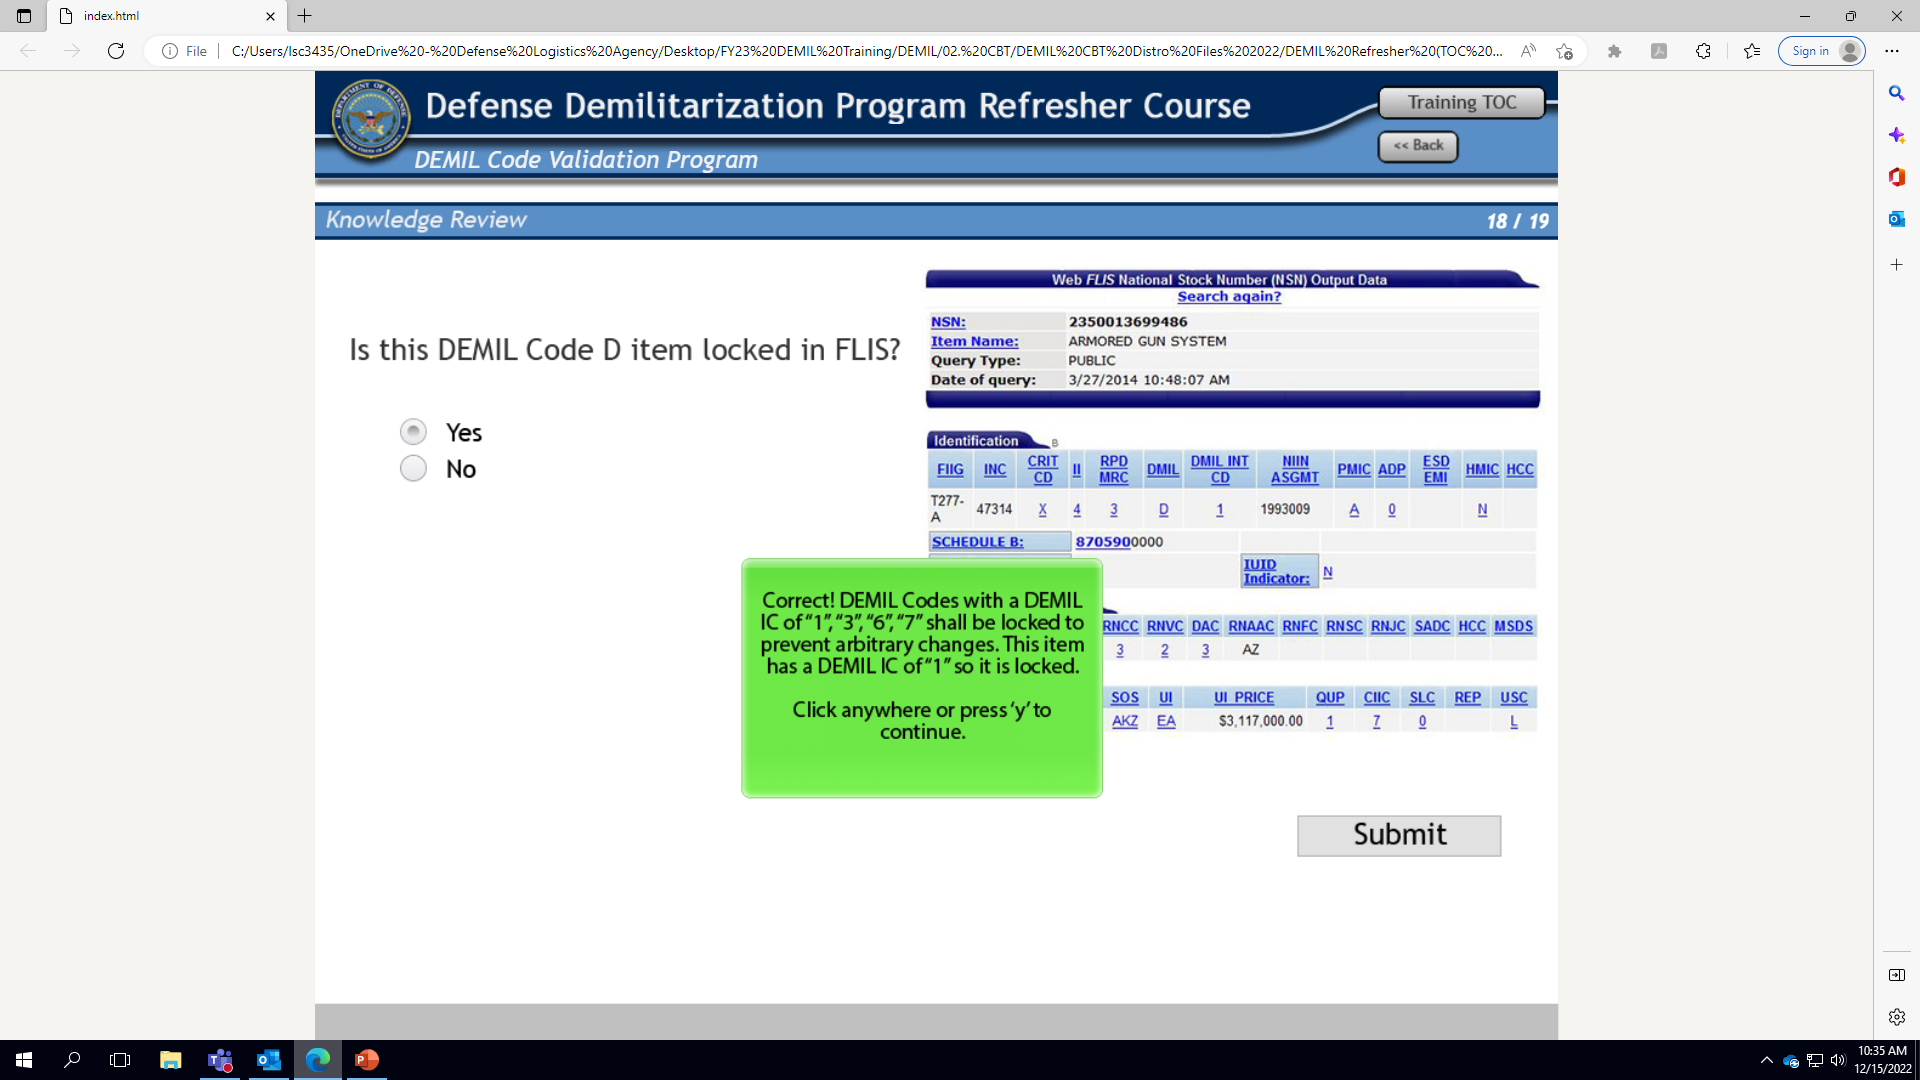 index.html
File
C:/Users/lsc3435/OneDrive%20-%20Defense%20Logistics%20Agency/Desktop/FY23%20DEMIL%20Training/DEMIL/02.%20CBT/DEMIL%20CBT%20Distro%20Files%202022/DEMIL%20Refresher%20(TOC%20...
Sign in
Defense Demilitarization Program Refresher Course
Training TOC
<< Back
DEMIL Code Validation Program
Knowledge Review
18 / 19
Is this DEMIL Code D item locked in FLIS?
Yes
No
Web FLIS National Stock Number (NSN) Output Data
Search again?
NSN: 2350013699486
Item Name: ARMORED GUN SYSTEM
Query Type: PUBLIC
Date of query: 3/27/2014 10:48:07 AM
Identification B
FIIG INC CRIT CD II RPD MRC DMIL DMIL INT CD NIIN ASGMT PMIC ADP ESD EMI HMIC HCC
T277-A 47314 X 4 3 D 1 1993009 A 0 N
SCHEDULE B: 8705900000
IUID Indicator: N
RNCC RNVC DAC RNAAC RNFC RNSC RNJC SADC HCC MSDS
3 2 3 AZ
SOS UI UI PRICE QUP CIIC SLC REP USC
AKZ EA $3,117,000.00 1 7 0 L
Correct! DEMIL Codes with a DEMIL
IC of “1”, “3”, “6”, “7” shall be locked to
prevent arbitrary changes. This item
has a DEMIL IC of “1” so it is locked.
Click anywhere or press ‘y’ to
continue.
Submit
10:35 AM
12/15/2022